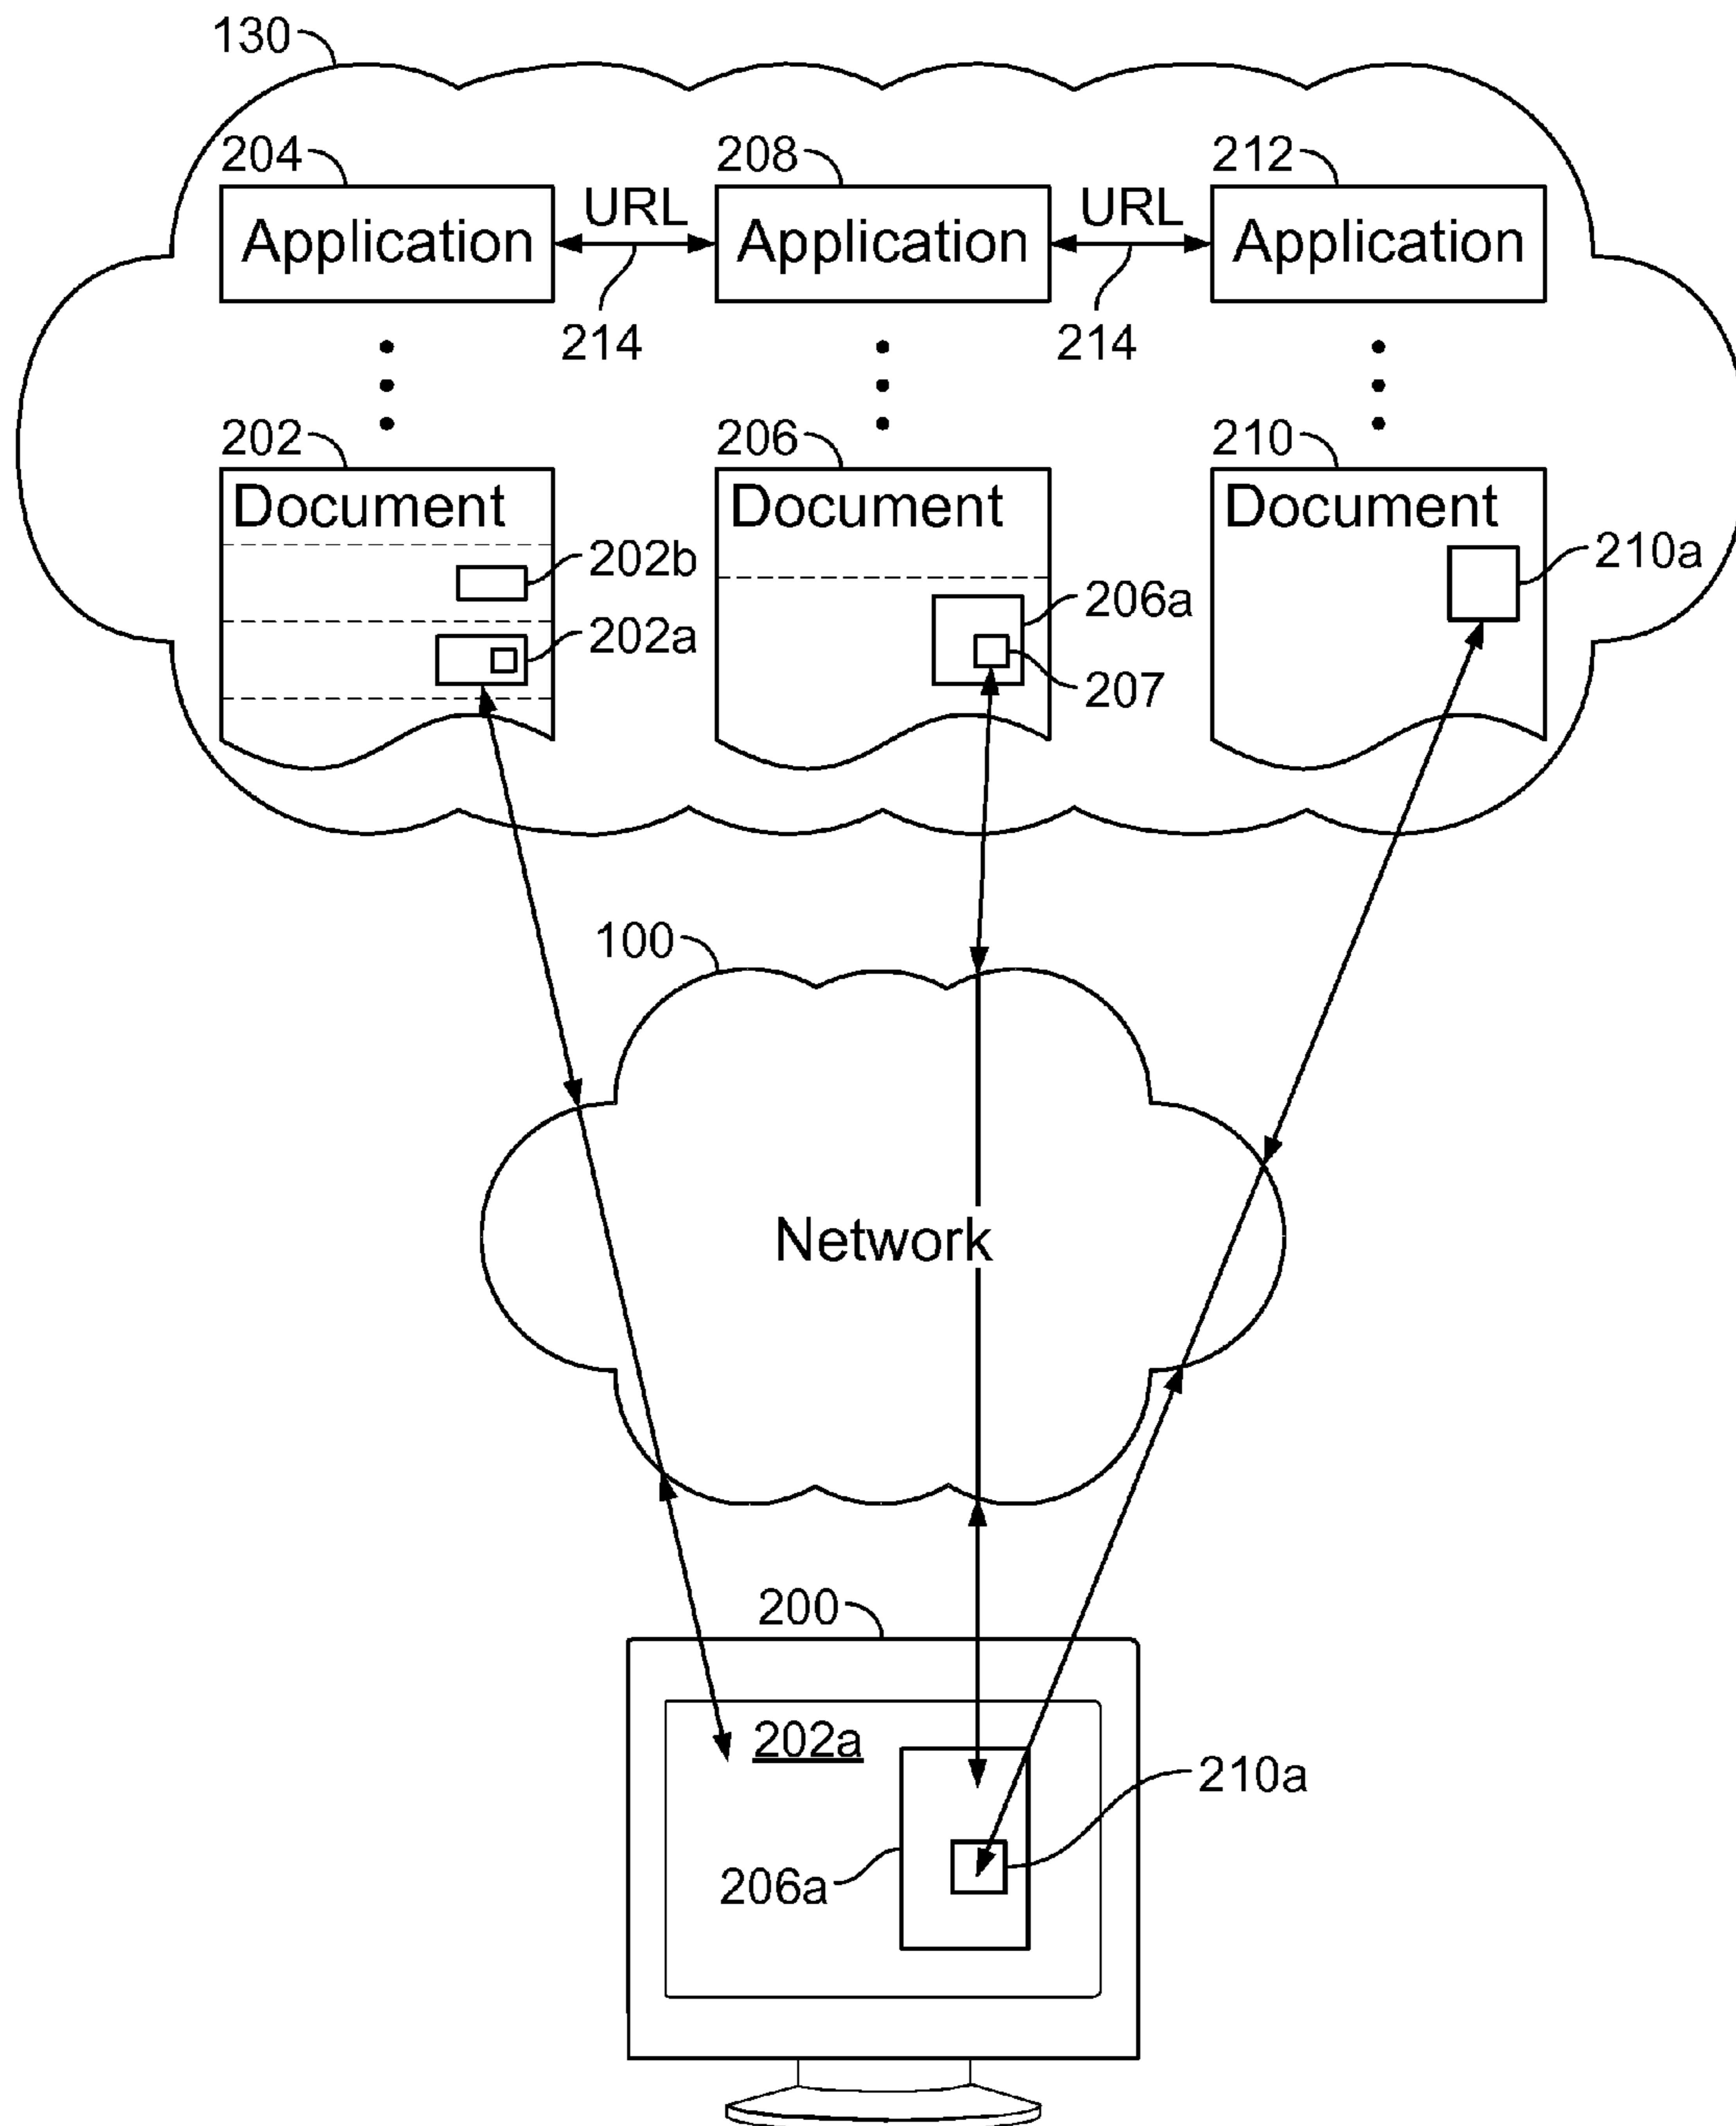 130
204
208
212
Application
URL
Application
URL
Application
214
214
202
206
210
Document
Document
Document
202b
210a
206a
202a
207
100
Network
200
202a
210a
206a